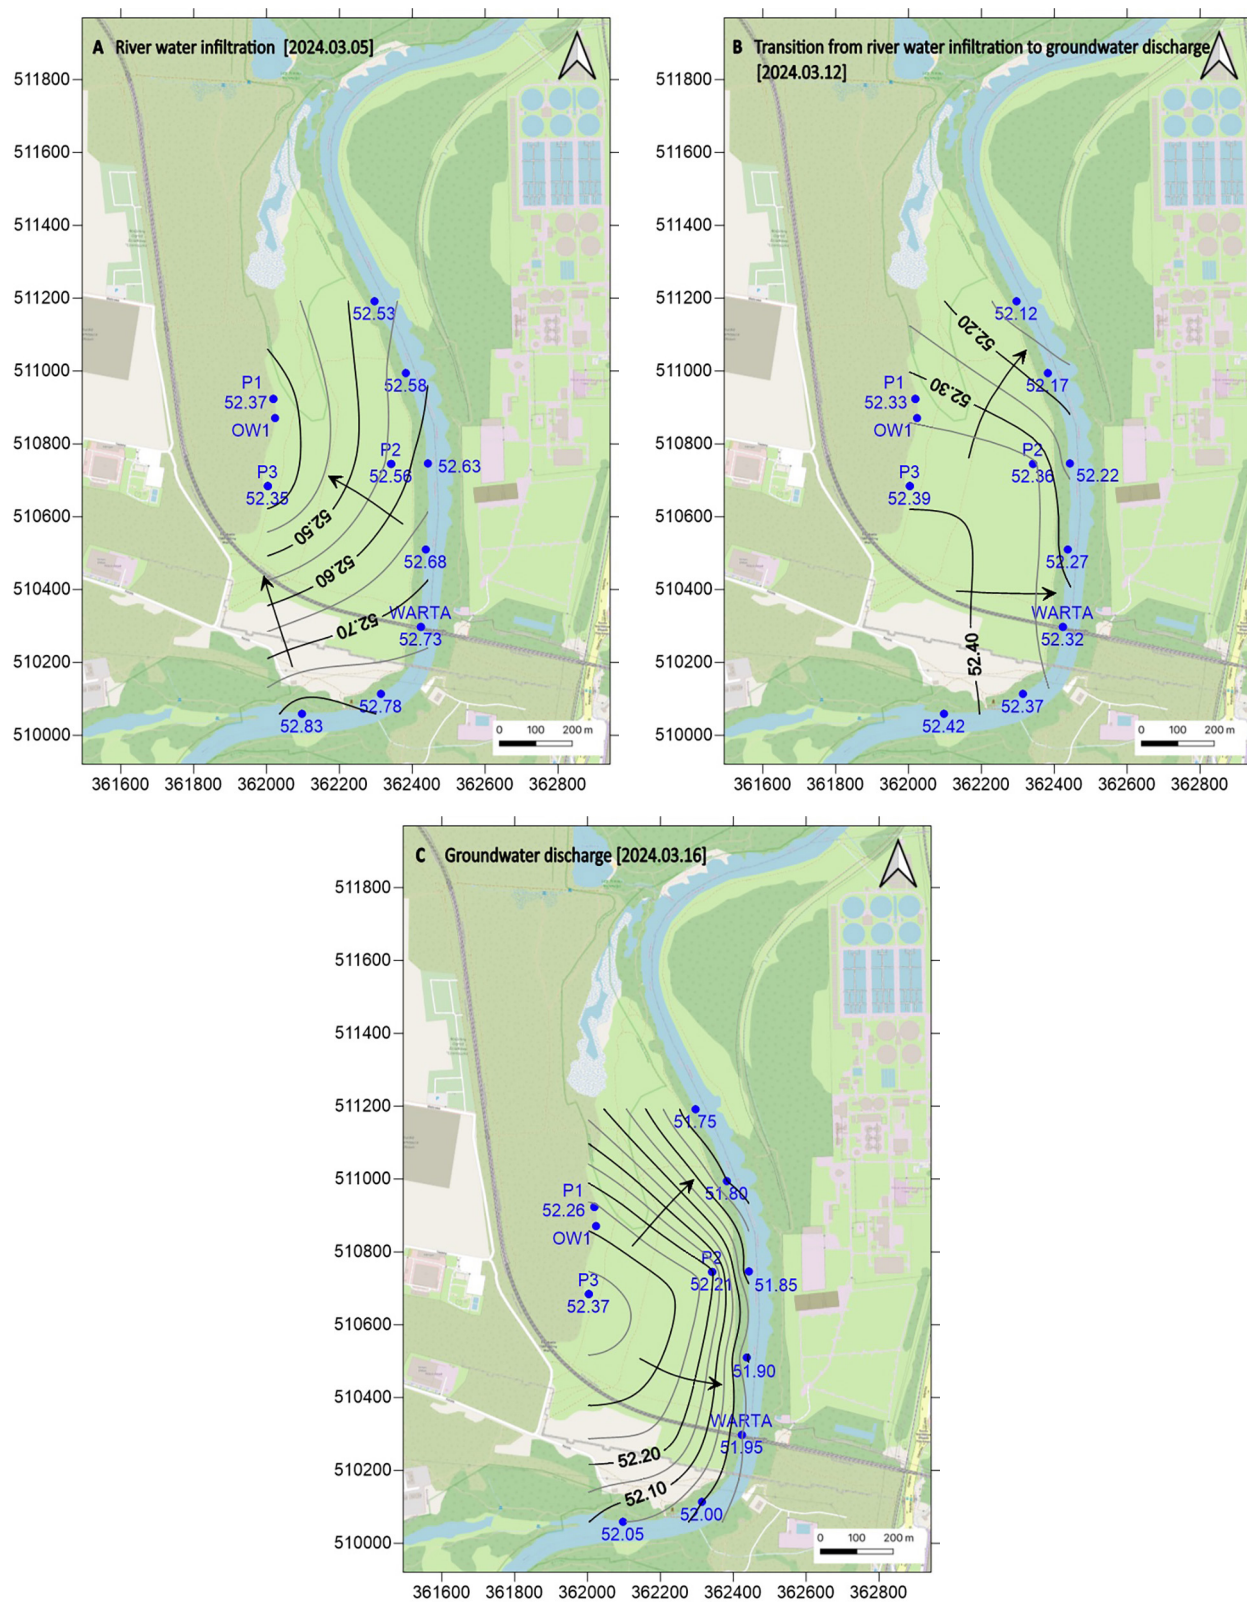 A River water infiltration [2024.03.05]
511800
511600
511400
511200
511000
510800
510600
510400
510200
510000
52.53
52.58
P1
52.37
OW1
P2
52.56
52.63
P3
52.35
52.50
52.60
52.68
52.70
WARTA
52.73
52.78
52.83
0 100 200 m
361600 361800 362000 362200 362400 362600 362800
B Transition from river water infiltration to groundwater discharge
[2024.03.12]
511800
511600
511400
511200
511000
510800
510600
510400
510200
510000
52.12
52.20
52.17
52.30
P1
52.33
OW1
P2
52.36
52.22
P3
52.39
52.27
WARTA
52.32
52.40
52.37
52.42
0 100 200 m
361600 361800 362000 362200 362400 362600 362800
C Groundwater discharge [2024.03.16]
511800
511600
511400
511200
511000
510800
510600
510400
510200
510000
51.75
51.80
P1
52.26
OW1
P2
52.21
51.85
P3
52.37
51.90
WARTA
51.95
52.20
52.10
52.00
52.05
0 100 200 m
361600 361800 362000 362200 362400 362600 362800